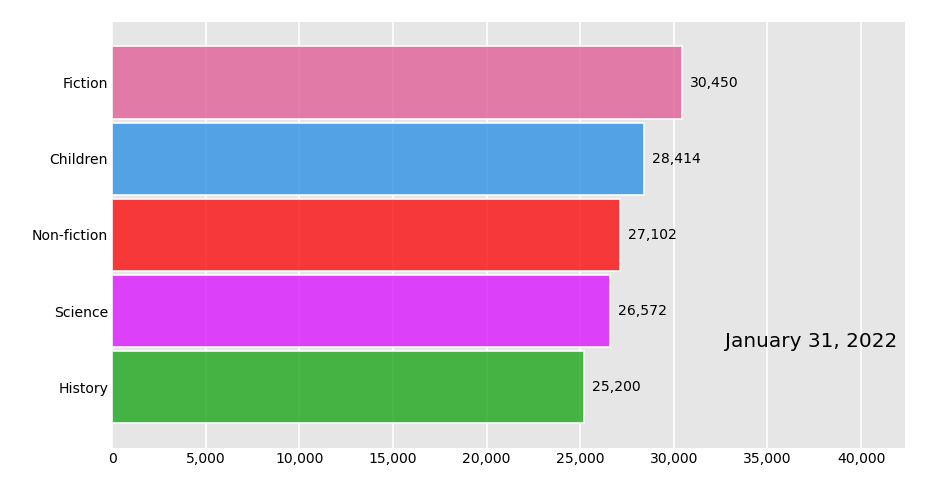 Fiction 30,450
Children 28,414
Non-fiction 27,102
Science 26,572
January 31, 2022
History 25,200
0 5,000 10,000 15,000 20,000 25,000 30,000 35,000 40,000